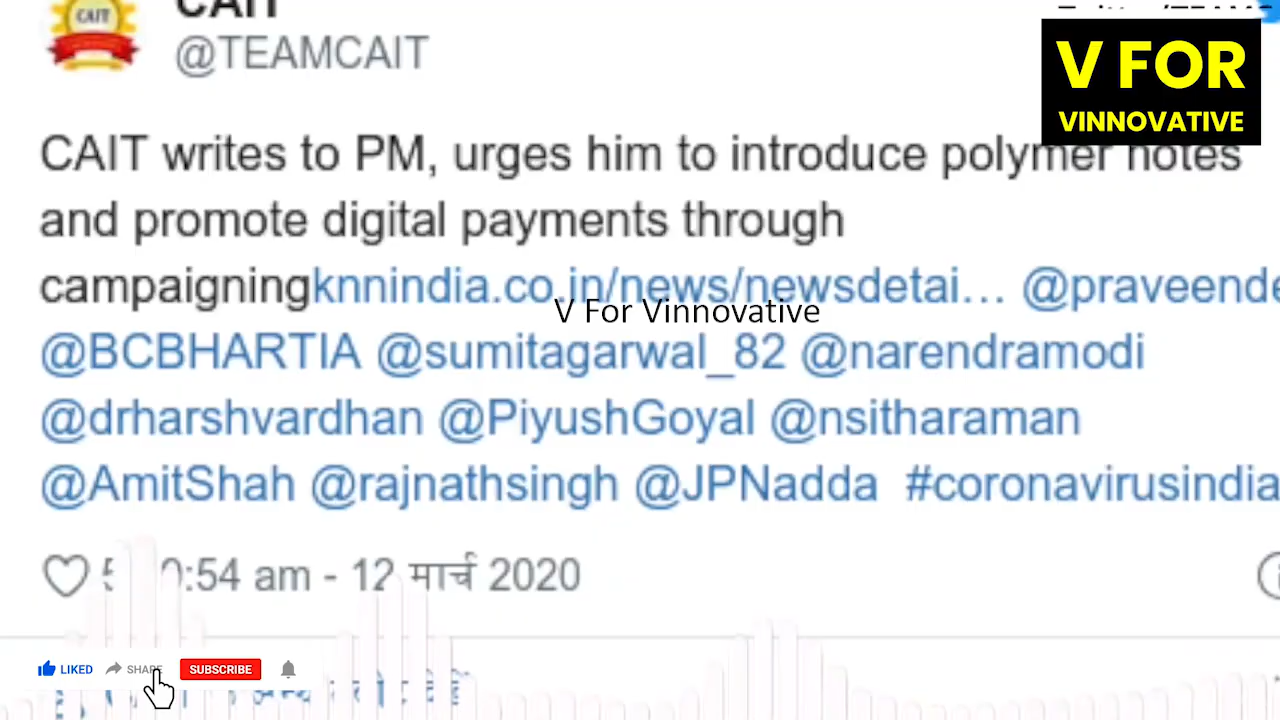 CAIT
CAIT
@TEAMCAIT
V FOR
VINNOVATIVE
CAIT writes to PM, urges him to introduce polymer notes
and promote digital payments through
campaigningknnindia.co.in/news/newsdetai… @praveende
V For Vinnovative
@BCBHARTIA @sumitagarwal_82 @narendramodi
@drharshvardhan @PiyushGoyal @nsitharaman
@AmitShah @rajnathsingh @JPNadda #coronavirusindia
0:54 am - 12 मार्च 2020
LIKED SHARE SUBSCRIBE